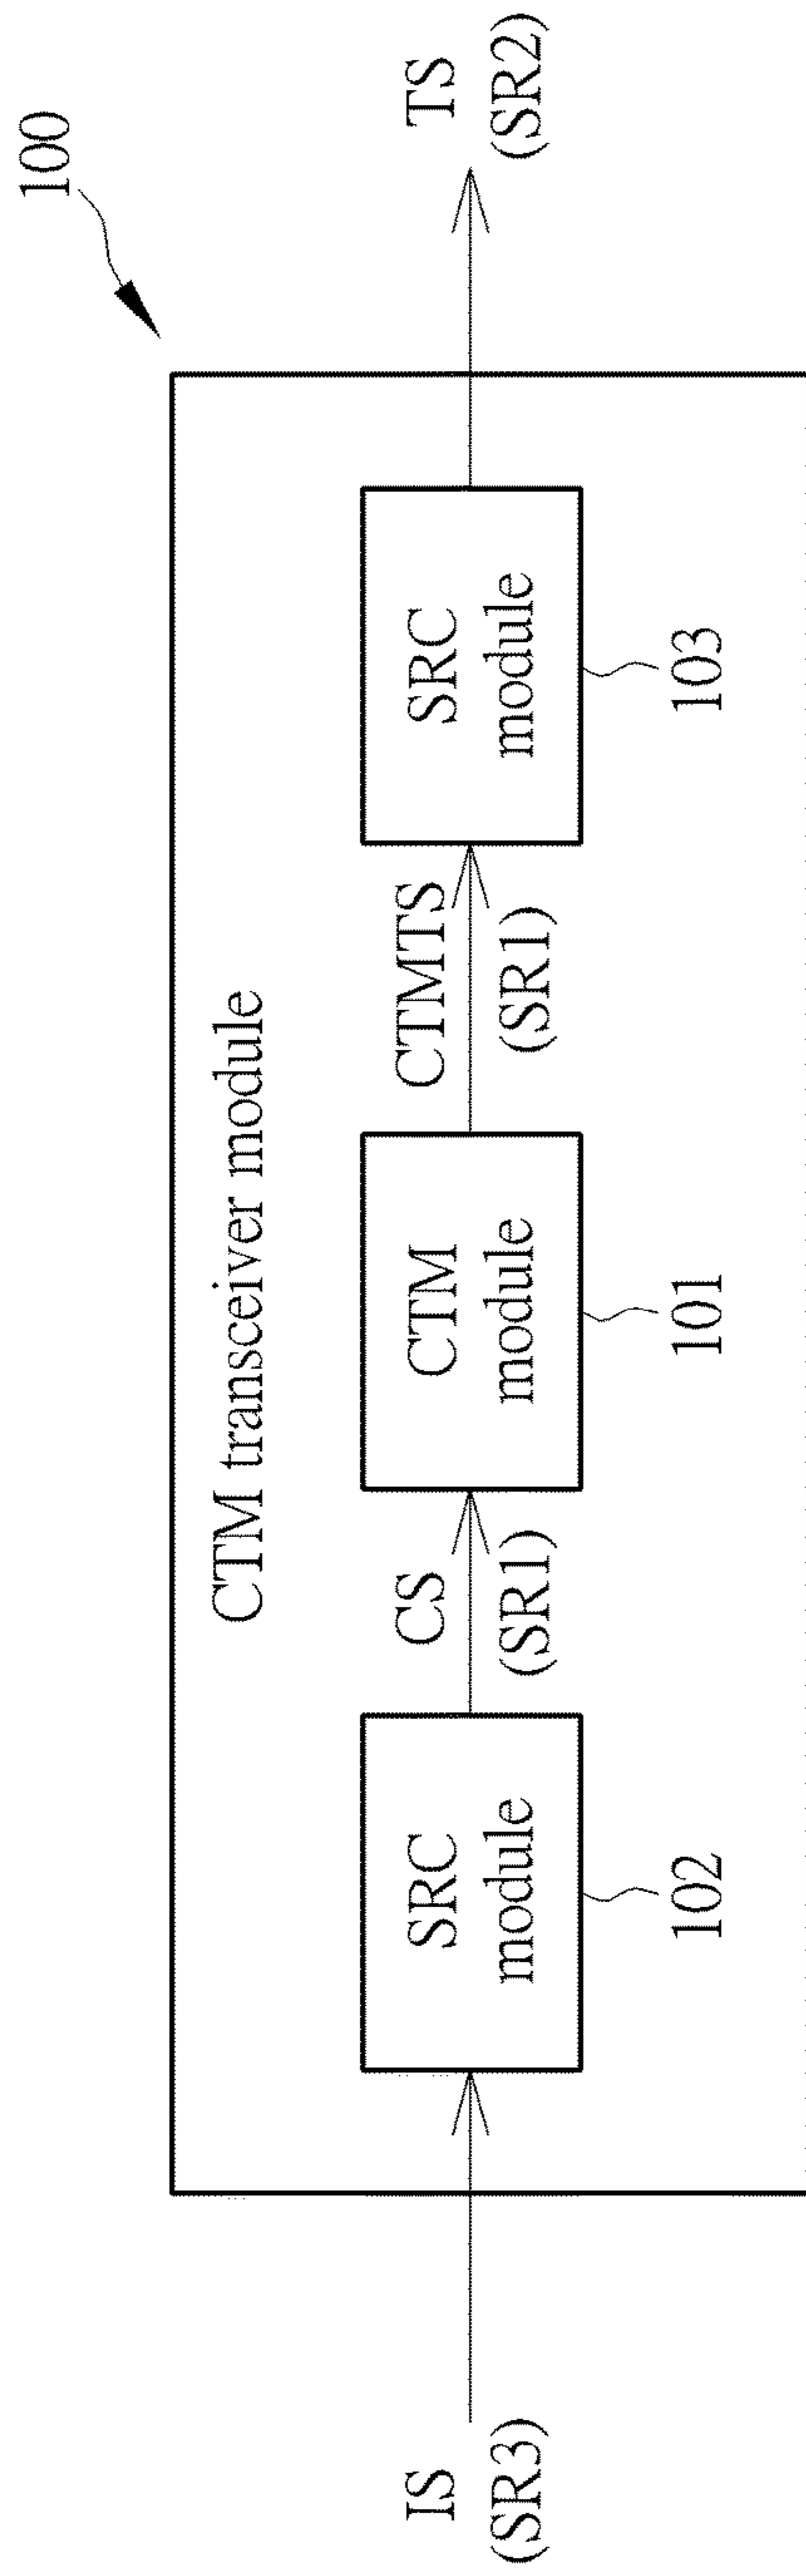 100
CTM transceiver module
IS
(SR3)
SRC
module
102
CS
(SR1)
CTM
module
101
CTMTS
(SR1)
SRC
module
103
TS
(SR2)